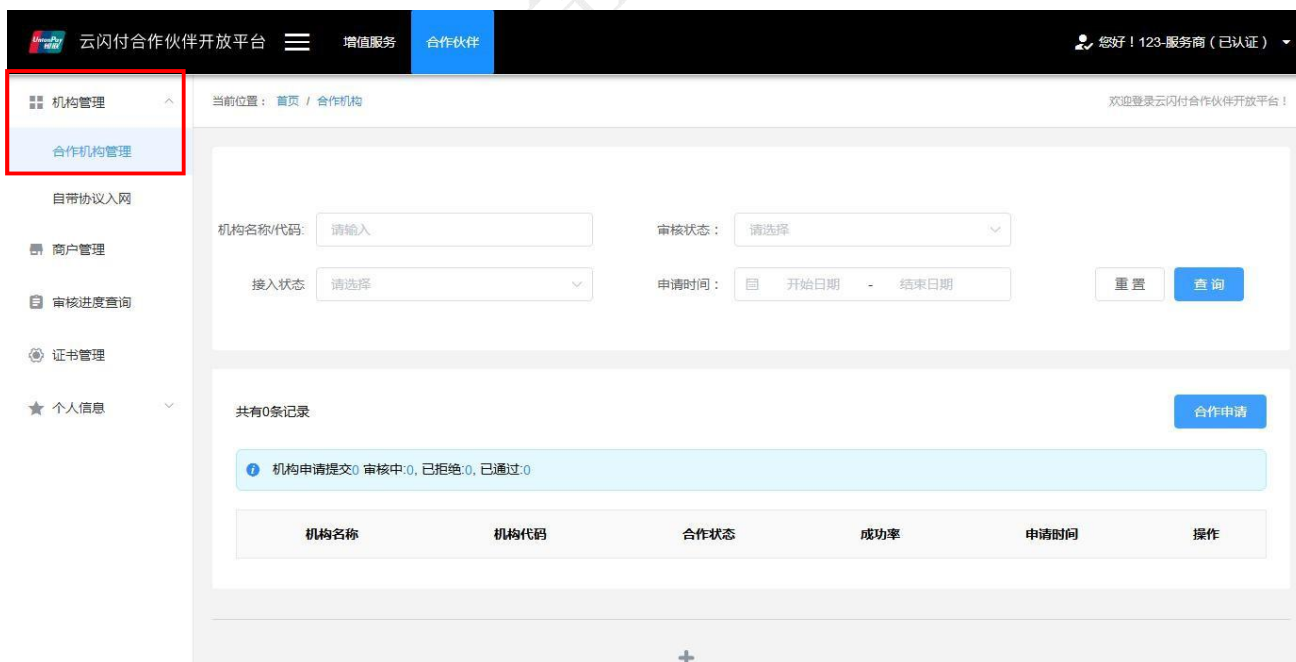 UnionPay 银联 云闪付合作伙伴开放平台 增值服务 合作伙伴 您好！123-服务商（已认证）
机构管理
合作机构管理
自带协议入网
商户管理
审核进度查询
证书管理
个人信息
当前位置： 首页 / 合作机构 欢迎登录云闪付合作伙伴开放平台！
机构名称/代码: 请输入 审核状态： 请选择
接入状态 请选择 申请时间： 开始日期 - 结束日期 重置 查询
共有0条记录 合作申请
机构申请提交0 审核中:0, 已拒绝:0, 已通过:0
机构名称 机构代码 合作状态 成功率 申请时间 操作